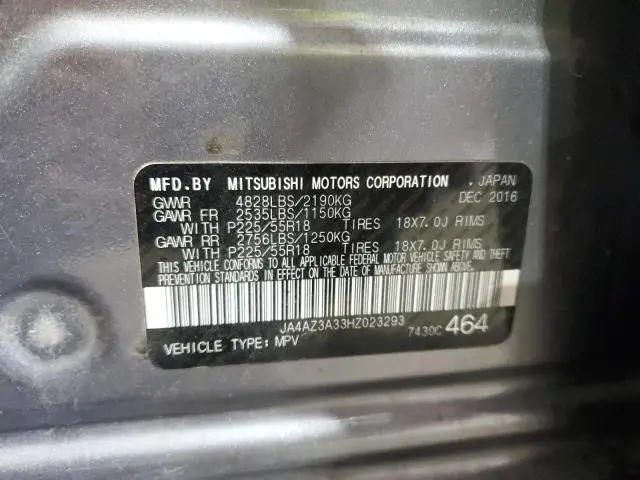 MFD.BY MITSUBISHI MOTORS CORPORATION . JAPAN
GVWR 4828LBS/2190KG DEC 2016
GAWR FR 2535LBS/1150KG
WITH P225/55R18 TIRES 18X7.0J RIMS
GAWR RR 2756LBS/1250KG
WITH P225/55R18 TIRES 18X7.0J RIMS
THIS VEHICLE CONFORMS TO ALL APPLICABLE FEDERAL MOTOR VEHICLE SAFETY, BUMPER, AND THEFT
PREVENTION STANDARDS IN EFFECT ON THE DATE OF MANUFACTURE SHOWN ABOVE.
JA4AZ3A33HZ023293
VEHICLE TYPE: MPV 7430C 464